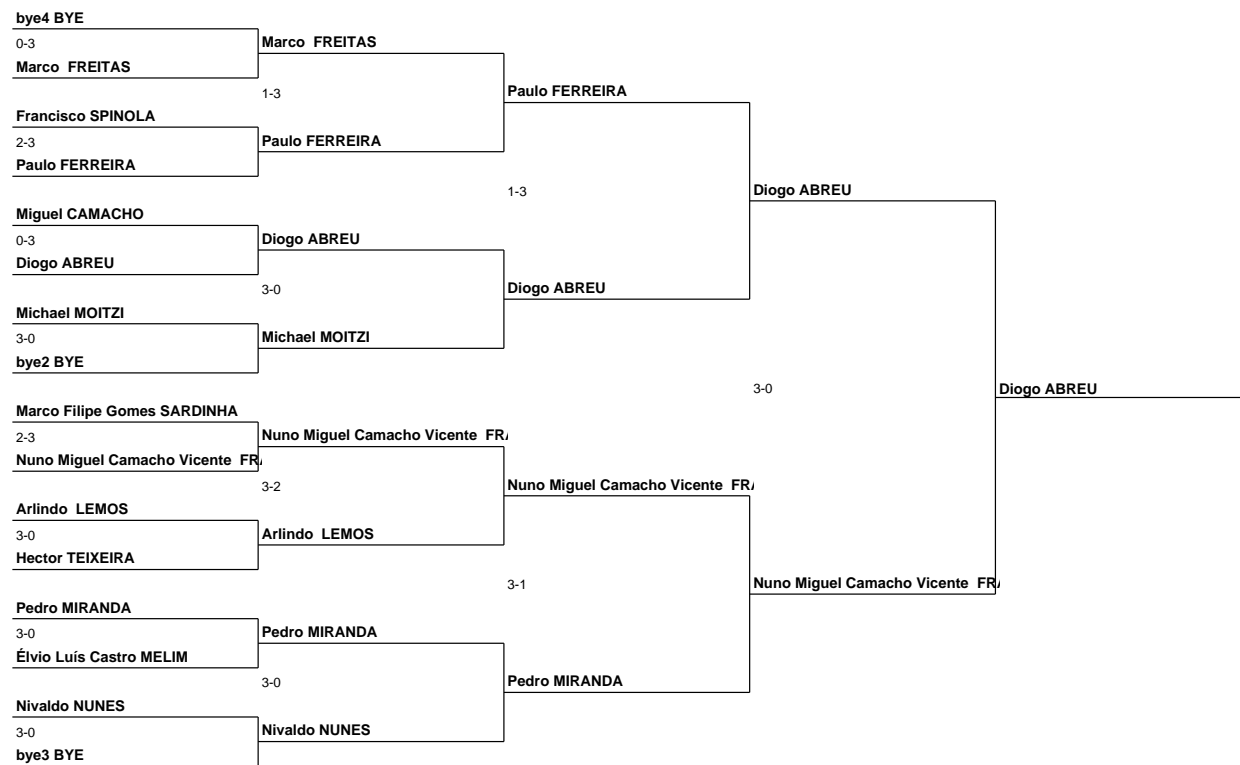 bye4 BYE
0-3
Marco  FREITAS
Francisco SPINOLA
2-3
Paulo FERREIRA
Miguel CAMACHO
0-3
Diogo ABREU
Michael MOITZI
3-0
bye2 BYE
Marco Filipe Gomes SARDINHA
2-3
Nuno Miguel Camacho Vicente  FR
Arlindo  LEMOS
3-0
Hector TEIXEIRA
Pedro MIRANDA
3-0
Élvio Luís Castro MELIM
Nivaldo NUNES
3-0
bye3 BYE
Marco  FREITAS
1-3
Paulo FERREIRA
Diogo ABREU
3-0
Michael MOITZI
Nuno Miguel Camacho Vicente  FR
3-2
Arlindo  LEMOS
Pedro MIRANDA
3-0
Nivaldo NUNES
Paulo FERREIRA
1-3
Diogo ABREU
Nuno Miguel Camacho Vicente  FR
3-1
Pedro MIRANDA
Diogo ABREU
3-0
Nuno Miguel Camacho Vicente  FR
Diogo ABREU